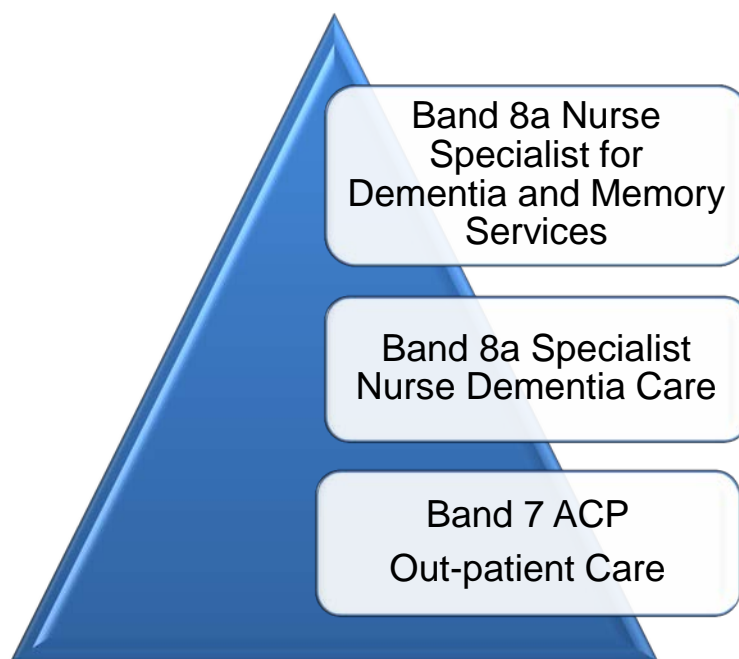 Band 8a Nurse
Specialist for
Dementia and Memory
Services
Band 8a Specialist
Nurse Dementia Care
Band 7 ACP
Out-patient Care